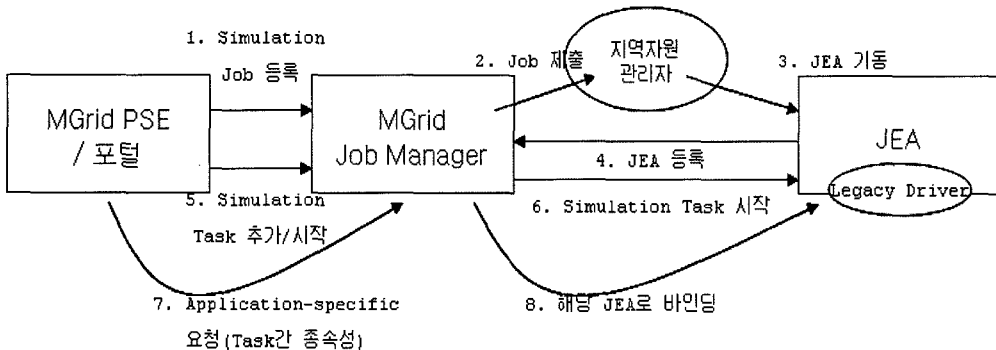 1. Simulation
Job 등록
2. Job 제출
지역자원
관리자
3. JEA 기동
MGrid PSE
/ 포털
MGrid
Job Manager
JEA
4. JEA 등록
Legacy Driver
5. Simulation
Task 추가/시작
6. Simulation Task 시작
7. Application-specific
요청(Task간 종속성)
8. 해당 JEA로 바인딩